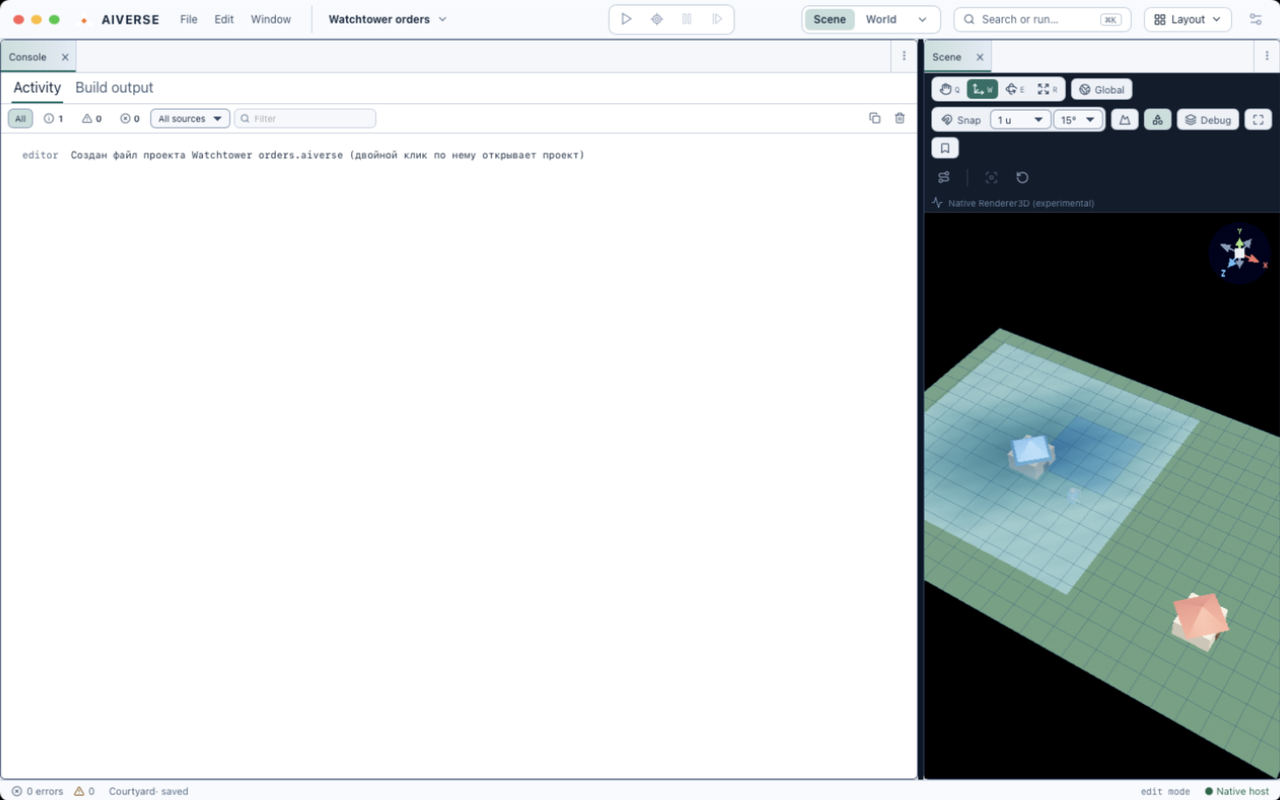 AIVERSE File Edit Window Watchtower orders Scene World Search or run... ⌘K Layout
Console
Scene
Activity Build output
All 1 0 0 All sources Filter
editor Создан файл проекта Watchtower orders.aiverse (двойной клик по нему открывает проект)
Q W E R Global
Snap 1 u 15° Debug
Native Renderer3D (experimental)
Y
X
Z
0 errors 0 Courtyard· saved edit mode Native host